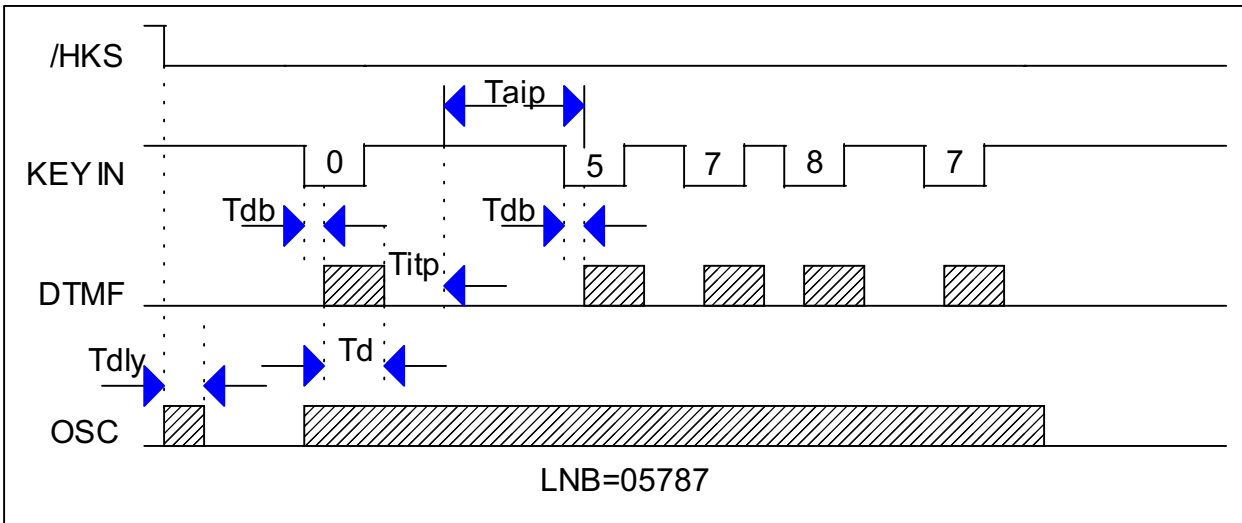 /HKS
Taip
KEY IN 0 5 7 8 7
Tdb Tdb
DTMF Titp
Tdly Td
OSC
LNB=05787